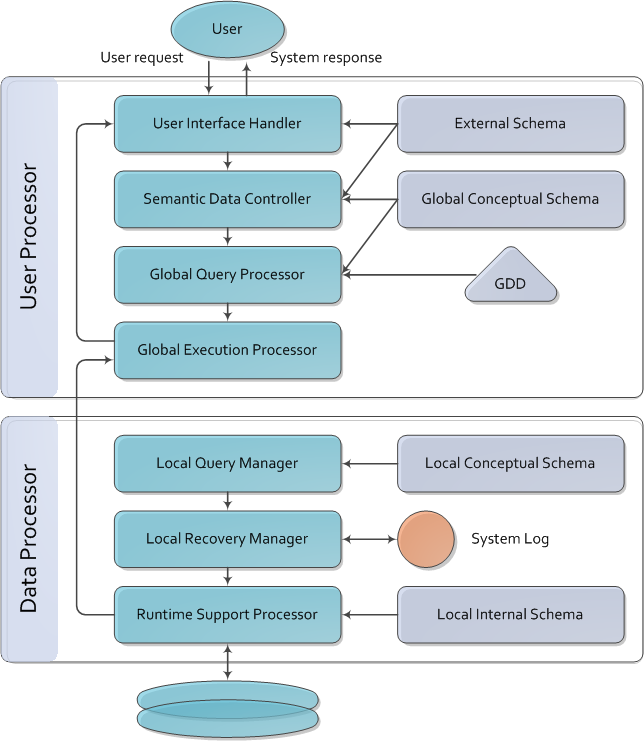 User
User request
System response
User Processor
User Interface Handler
External Schema
Semantic Data Controller
Global Conceptual Schema
Global Query Processor
GDD
Global Execution Processor
Data Processor
Local Query Manager
Local Conceptual Schema
Local Recovery Manager
System Log
Runtime Support Processor
Local Internal Schema